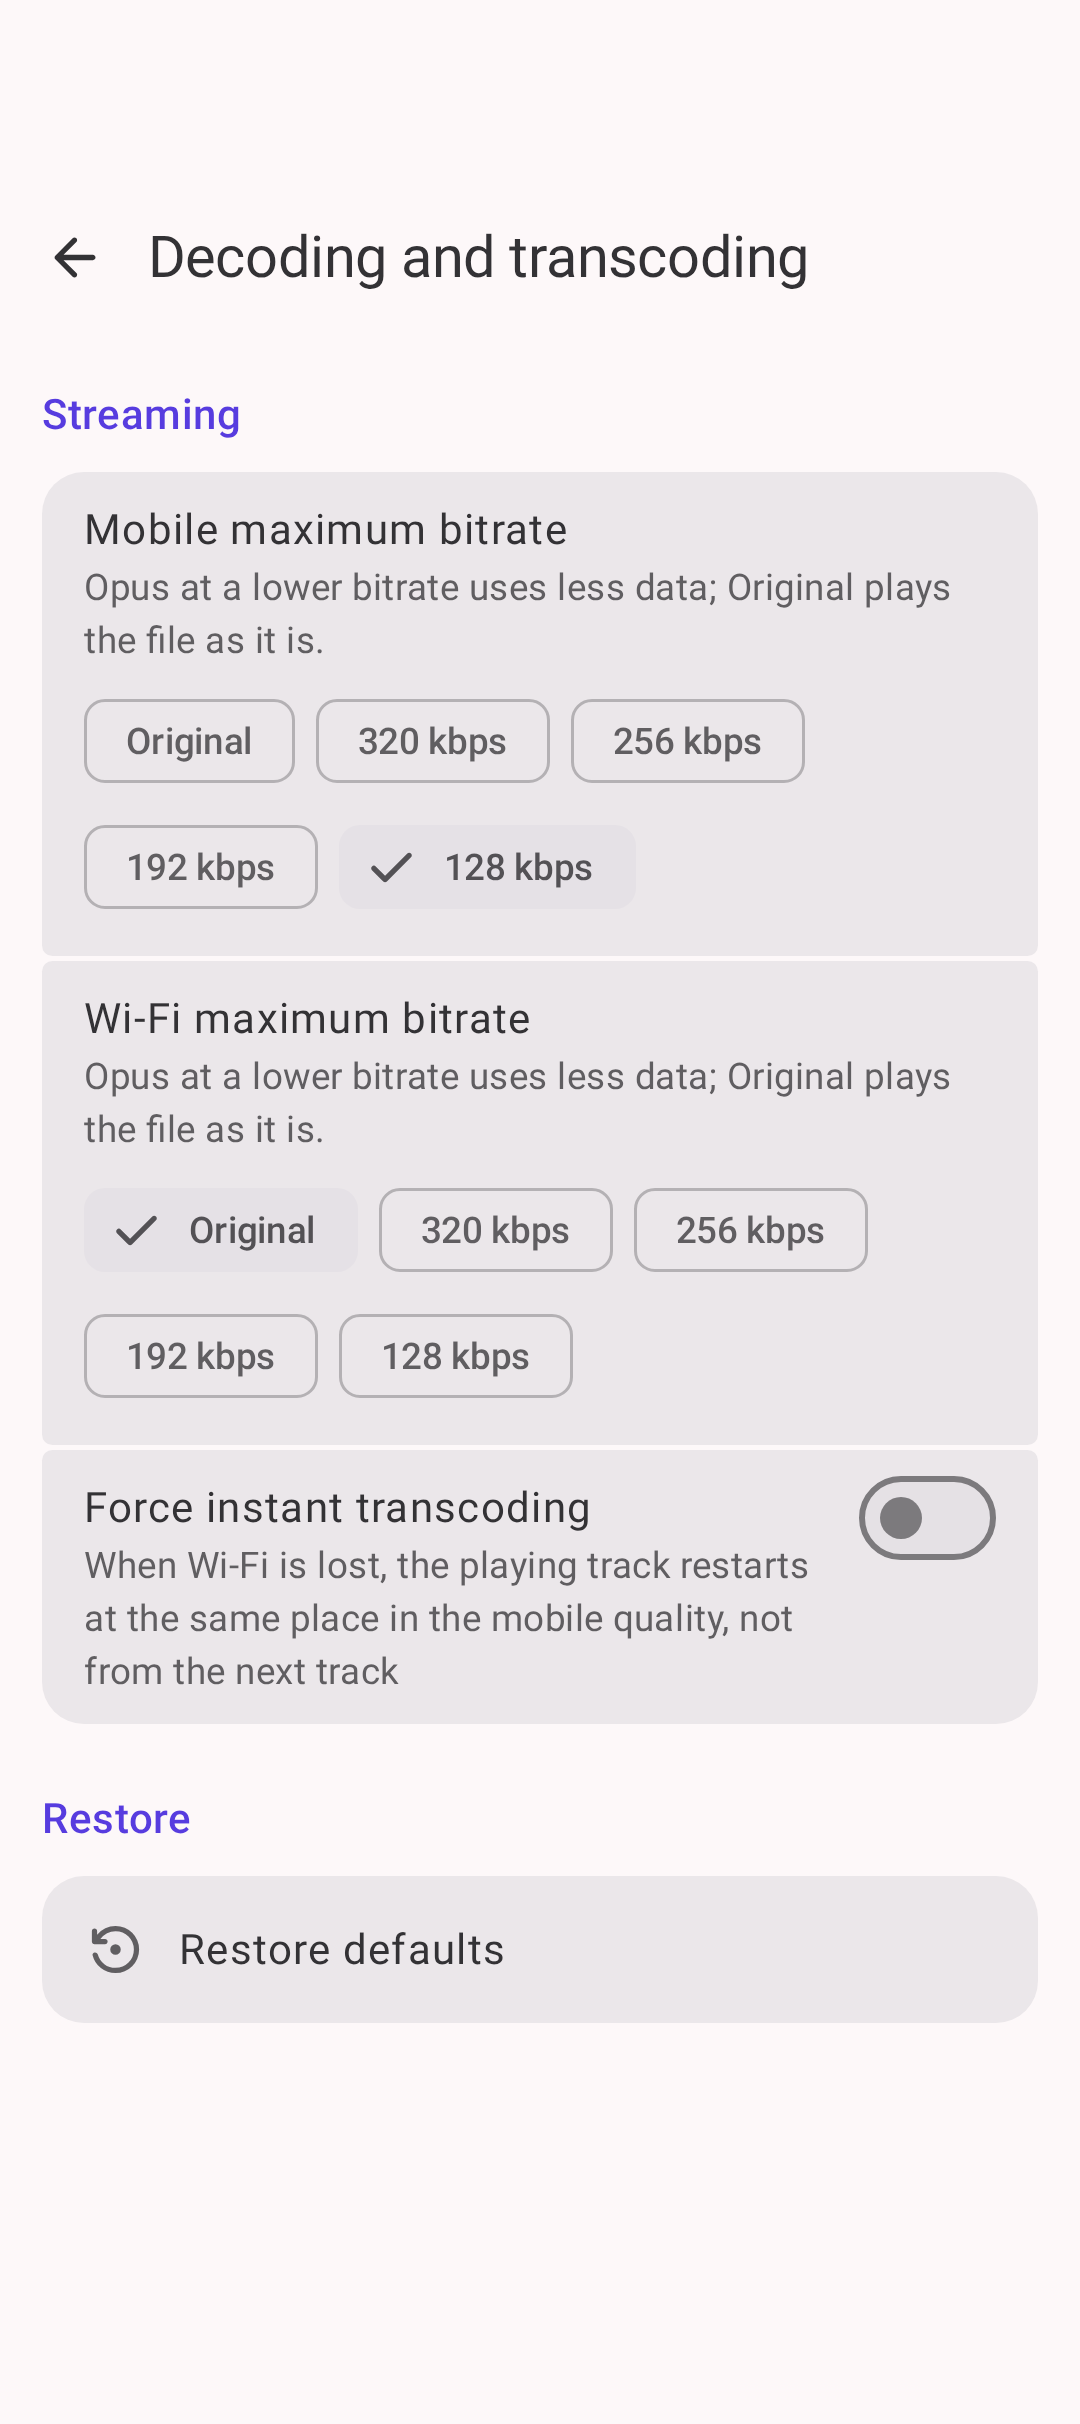 Decoding and transcoding
Streaming
Mobile maximum bitrate
Opus at a lower bitrate uses less data; Original plays
the file as it is.
Original
320 kbps
256 kbps
192 kbps
128 kbps
Wi-Fi maximum bitrate
Opus at a lower bitrate uses less data; Original plays
the file as it is.
Original
320 kbps
256 kbps
192 kbps
128 kbps
Force instant transcoding
When Wi-Fi is lost, the playing track restarts
at the same place in the mobile quality, not
from the next track
Restore
Restore defaults